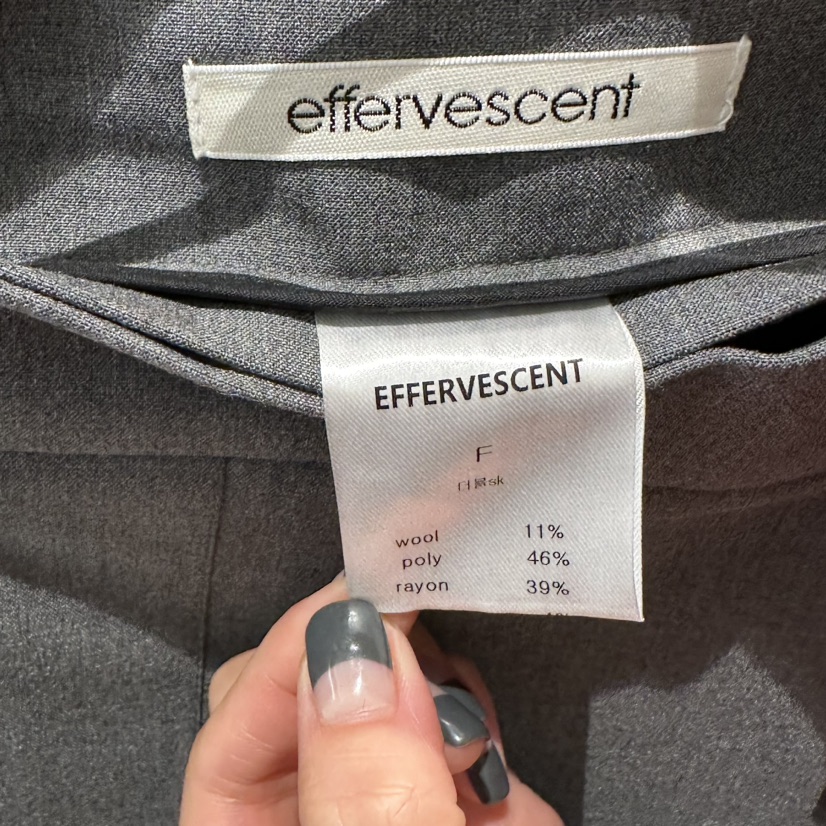 effervescent
EFFERVESCENT
F
wool 11%
poly 46%
rayon 39%